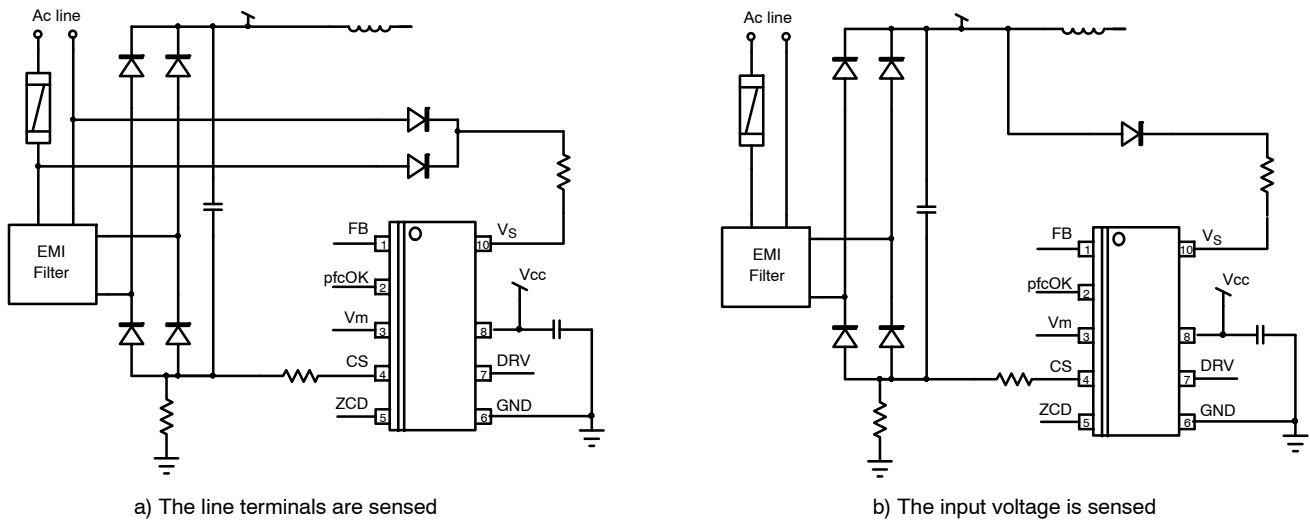 Ac line
EMI
Filter
FB
pfcOK
Vm
CS
ZCD
1
2
3
4
5
10
8
7
6
VS
Vcc
DRV
GND
a) The line terminals are sensed
Ac line
EMI
Filter
FB
pfcOK
Vm
CS
ZCD
1
2
3
4
5
10
8
7
6
VS
Vcc
DRV
GND
b) The input voltage is sensed